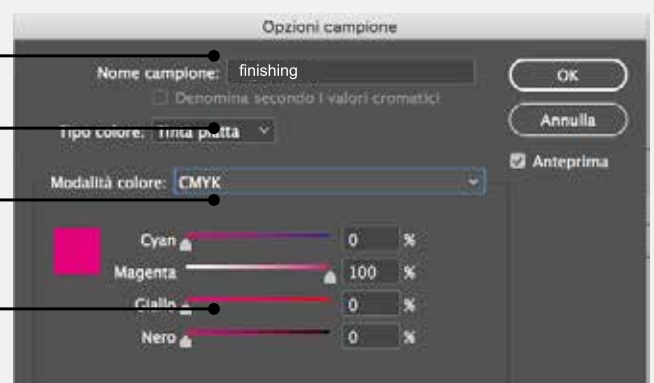 Opzioni campione
Nome campione: finishing
Denomina secondo i valori cromatici
Tipo colore: Tinta piatta
Modalità colore: CMYK
Cyan 0 %
Magenta 100 %
Giallo 0 %
Nero 0 %
OK
Annulla
Anteprima